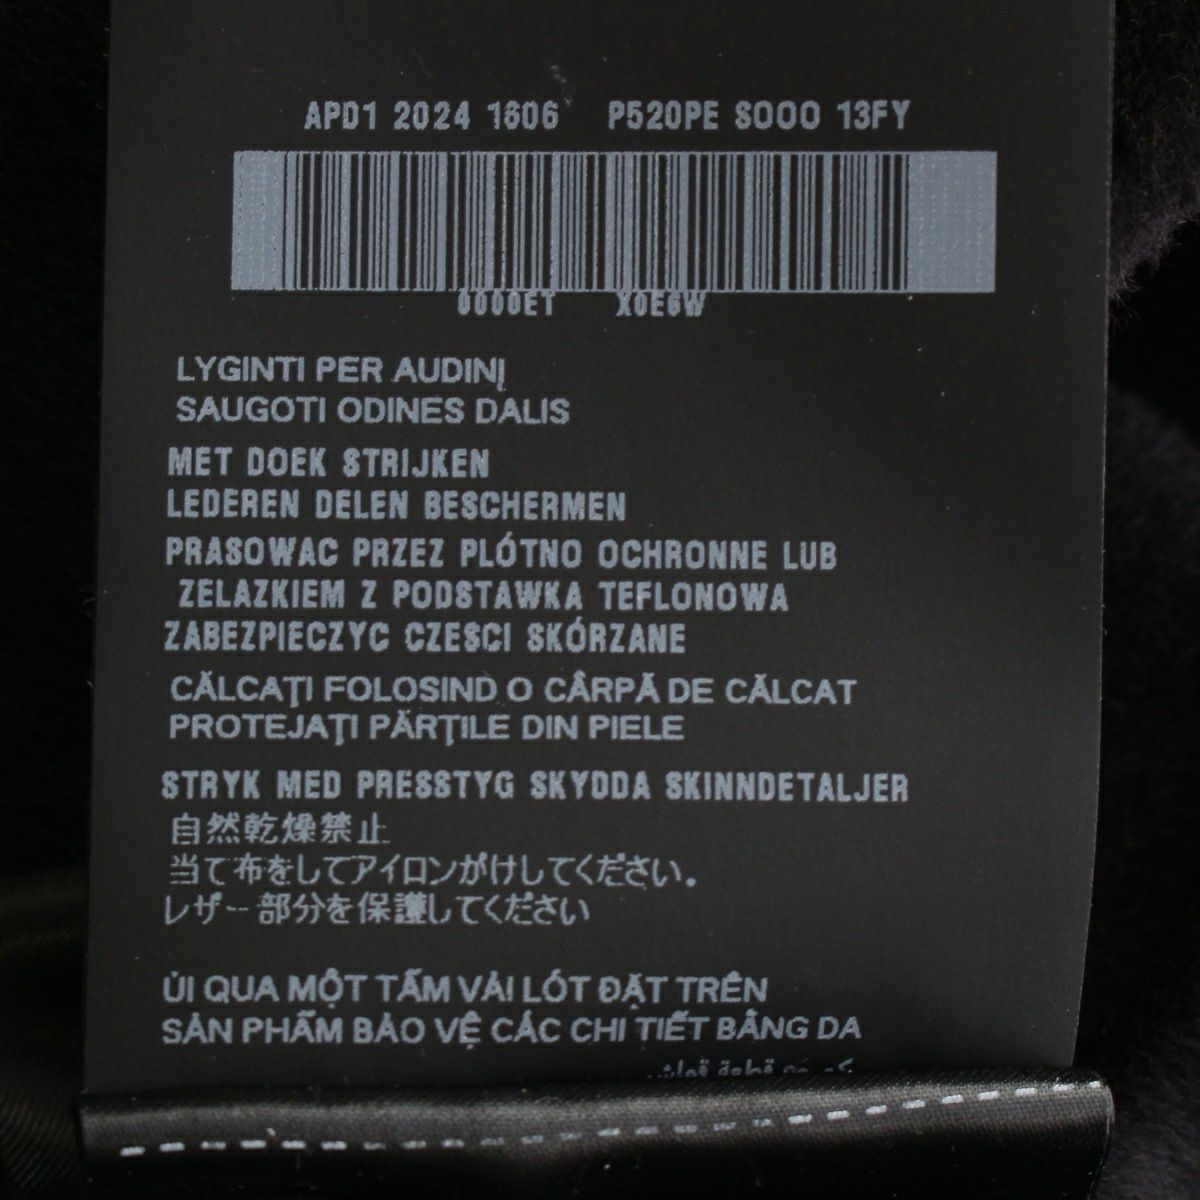 APD1 2024 1606 P520PE SOOO 13FY
0000ET X0E6W
LYGINTI PER AUDINĮ
SAUGOTI ODINES DALIS
MET DOEK STRIJKEN
LEDEREN DELEN BESCHERMEN
PRASOWAC PRZEZ PLÓTNO OCHRONNE LUB
ZELAZKIEM Z PODSTAWKA TEFLONOWA
ZABEZPIECZYC CZESCI SKÓRZANE
CĂLCAŢI FOLOSIND O CÂRPĂ DE CĂLCAT
PROTEJAŢI PĂRŢILE DIN PIELE
STRYK MED PRESSTYG SKYDDA SKINNDETALJER
自然乾燥禁止
当て布をしてアイロンがけしてください。
レザー部分を保護してください
ỦI QUA MỘT TẤM VẢI LÓT ĐẶT TRÊN
SẢN PHẨM BẢO VỆ CÁC CHI TIẾT BẰNG DA